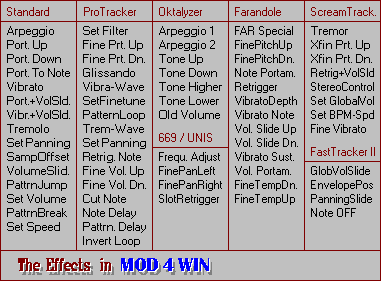 Standard
Arpeggio
Port. Up
Port. Down
Port. To Note
Vibrato
Port.+VolSld.
Vibr.+VolSld.
Tremolo
Set Panning
SampOffset
VolumeSlid.
PattrnJump
Set Volume
PattrnBreak
Set Speed
ProTracker
Set Filter
Fine Prt. Up
Fine Prt. Dn.
Glissando
Vibra-Wave
SetFinetune
PatternLoop
Trem-Wave
Set Panning
Retrig. Note
Fine Vol. Up
Fine Vol. Dn.
Cut Note
Note Delay
Pattrn. Delay
Invert Loop
Oktalyzer
Arpeggio 1
Arpeggio 2
Tone Up
Tone Down
Tone Higher
Tone Lower
Old Volume
669 / UNIS
Frequ. Adjust
FinePanLeft
FinePanRight
SlotRetrigger
Farandole
FAR Special
FinePitchUp
FinePitchDn.
Note Portam.
Retrigger
VibratoDepth
Vibrato Note
Vol. Slide Up
Vol. Slide Dn.
Vibrato Sust.
Vol. Portam.
FineTempDn.
FineTempUp
ScreamTrack.
Tremor
Xfin Prt. Up
Xfin Prt. Dn.
Retrig+VolSld
StereoControl
Set GlobalVol
Set BPM-Spd
Fine Vibrato
FastTracker II
GlobVolSlide
EnvelopePos
PanningSlide
Note OFF
The Effects in MOD 4 WIN